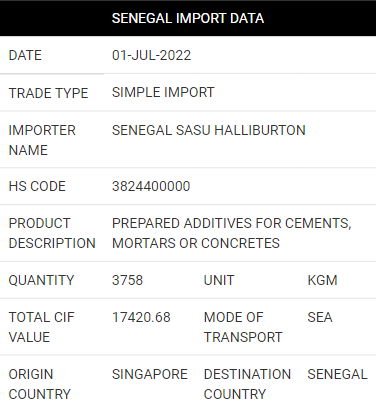 SENEGAL IMPORT DATA
DATE 01-JUL-2022
TRADE TYPE SIMPLE IMPORT
IMPORTER NAME SENEGAL SASU HALLIBURTON
HS CODE 3824400000
PRODUCT PREPARED ADDITIVES FOR CEMENTS,
DESCRIPTION MORTARS OR CONCRETES
QUANTITY 3758 UNIT KGM
TOTAL CIF 17420.68 MODE OF SEA
VALUE TRANSPORT
ORIGIN SINGAPORE DESTINATION SENEGAL
COUNTRY COUNTRY